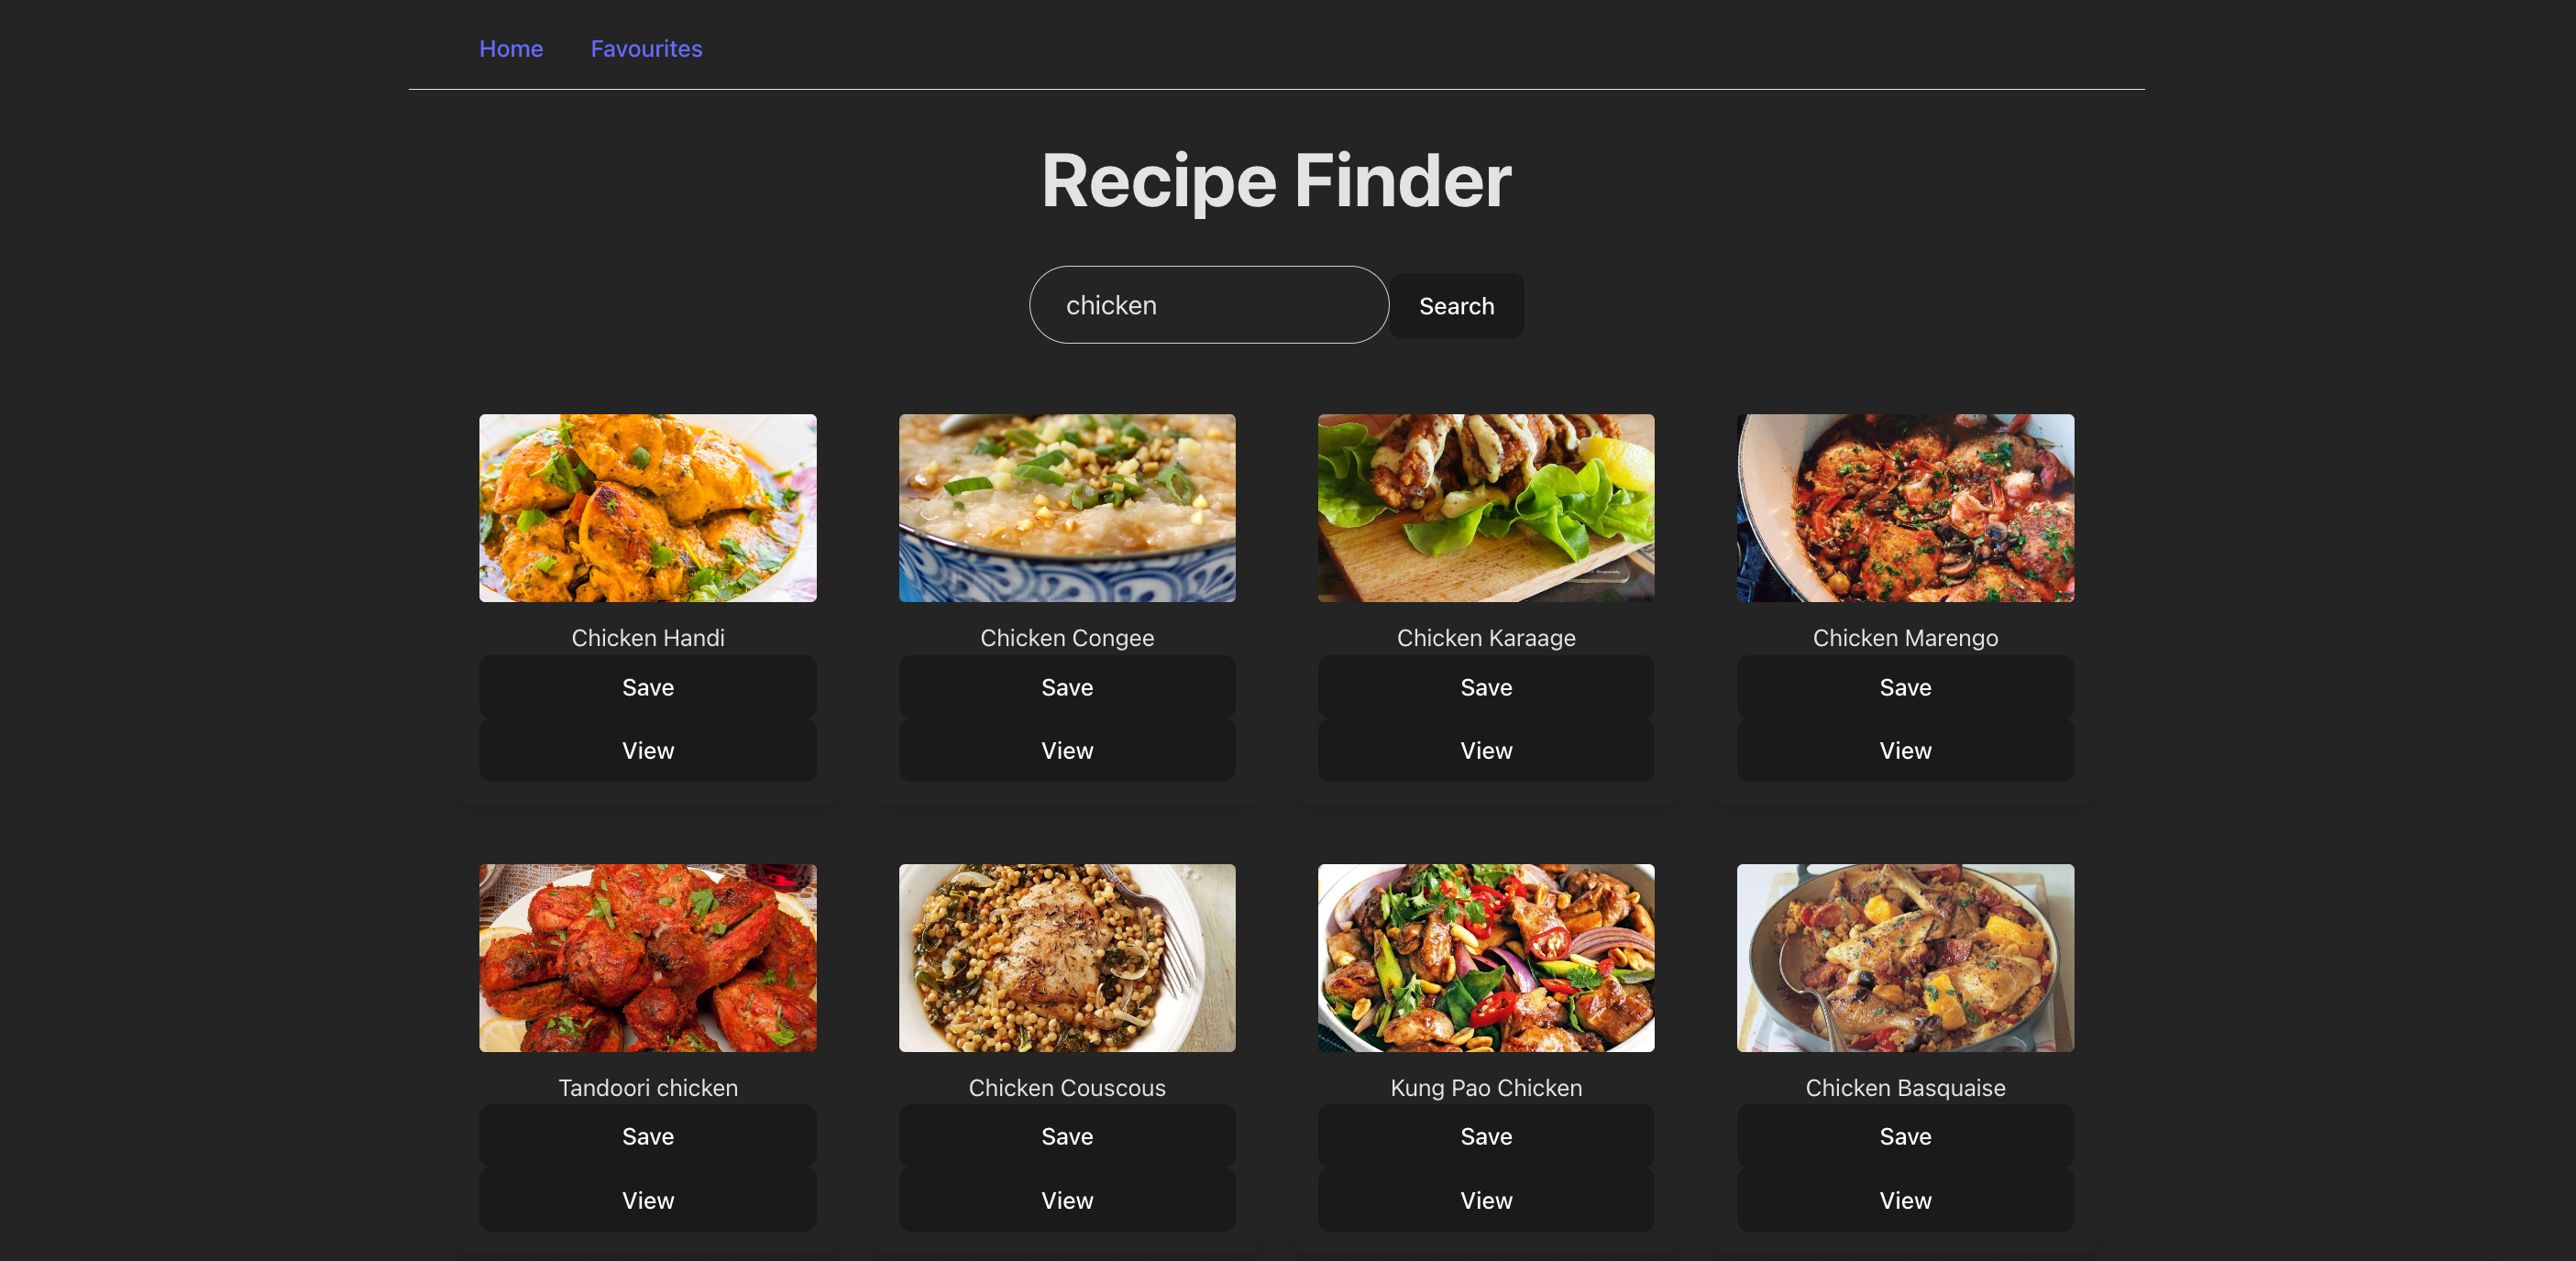 Home Favourites
Recipe Finder
chicken Search
Chicken Handi Chicken Congee Chicken Karaage Chicken Marengo
Save Save Save Save
View View View View
Tandoori chicken Chicken Couscous Kung Pao Chicken Chicken Basquaise
Save Save Save Save
View View View View